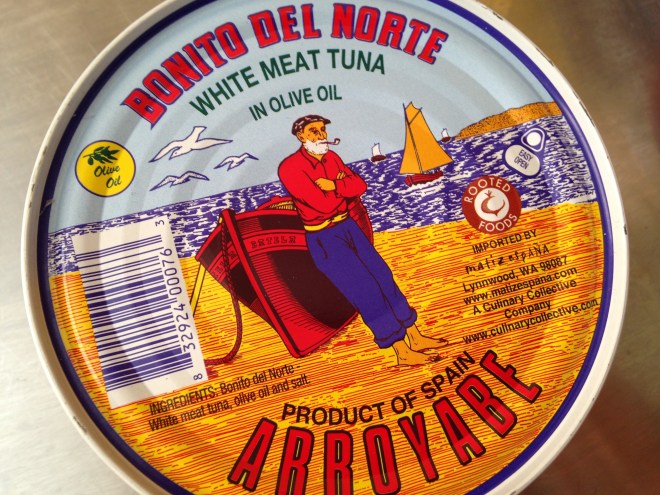 BONITO DEL NORTE
WHITE MEAT TUNA
IN OLIVE OIL
Olive
Oil
EASY
OPEN
ROOTED
FOODS
IMPORTED BY
matiz españa
Lynnwood, WA 98087
www.matizespana.com
A Culinary Collective
Company
www.culinarycollective.com
8 32924 00076 3
INGREDIENTS: Bonito del Norte -
White meat tuna, olive oil and salt.
PRODUCT OF SPAIN
ARROYABE